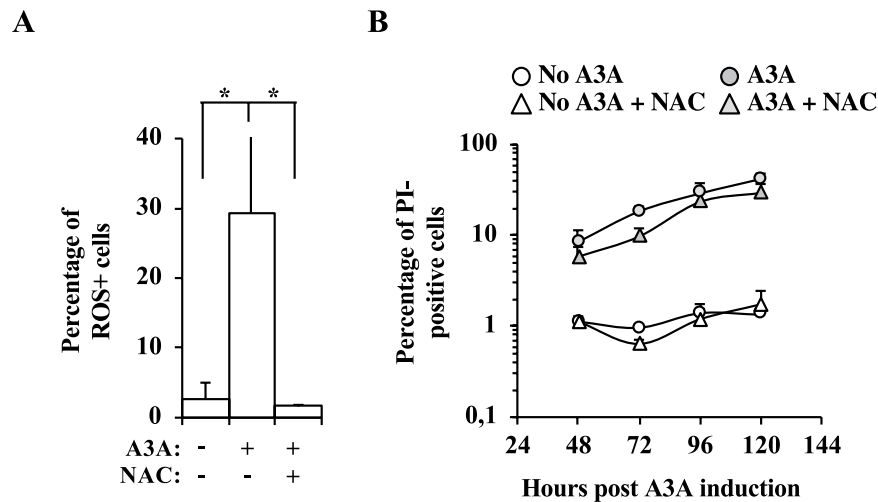 A
* *
Percentage of
ROS+ cells
40
30
20
10
0
A3A: - + +
NAC: - - +
B
No A3A A3A
No A3A + NAC A3A + NAC
Percentage of PI-
positive cells
100
10
1
0,1
24 48 72 96 120 144
Hours post A3A induction